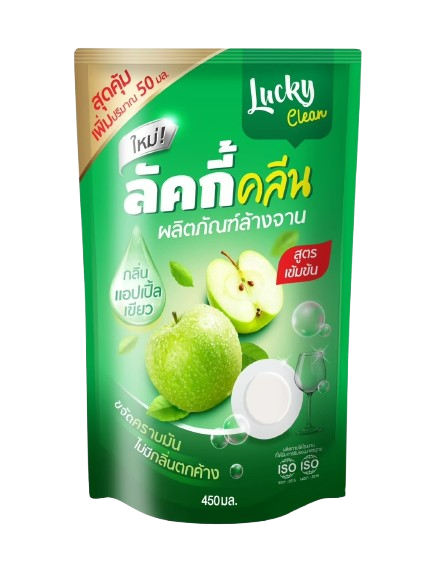 สุดคุ้ม
เพิ่มปริมาณ 50 มล.
Lucky
Clean
ใหม่!
ลัคกี้คลีน
ผลิตภัณฑ์ล้างจาน
สูตร
เข้มข้น
กลิ่น
แอปเปิ้ล
เขียว
ขจัดคราบมัน
ไม่มีกลิ่นตกค้าง
ISO ISO
450 มล.